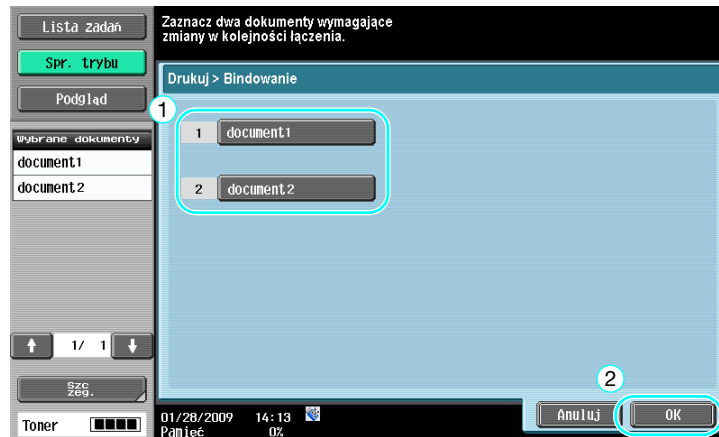 Lista zadań
Spr. trybu
Podgląd
Wybrane dokumenty
document1
document2
1/ 1
Szc
zeg.
Toner
Zaznacz dwa dokumenty wymagające
zmiany w kolejności łączenia.
Drukuj > Bindowanie
1
1 document1
2 document2
2
Anuluj OK
01/28/2009 14:13
Pamięć 0%